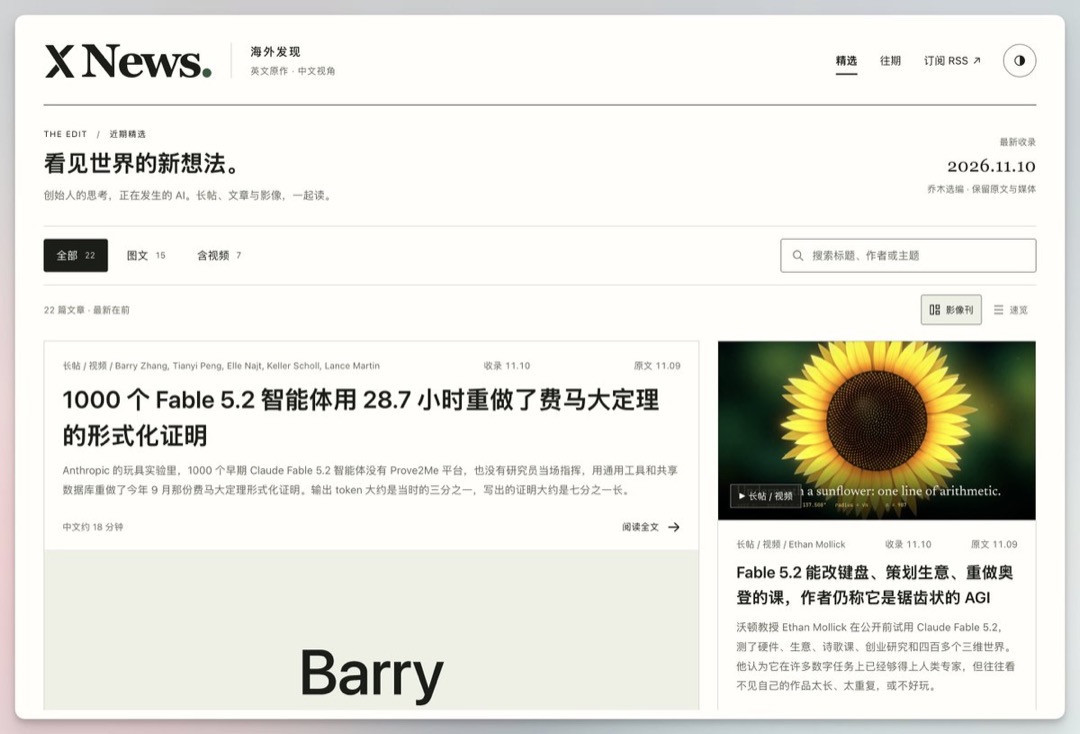 X News.
海外发现
英文原作 · 中文视角
精选
往期
订阅 RSS ↗
THE EDIT / 近期精选
看见世界的新想法。
创始人的思考，正在发生的 AI。长帖、文章与影像，一起读。
最新收录
2026.11.10
乔木选编 · 保留原文与媒体
全部 22
图文 15
含视频 7
搜索标题、作者或主题
22 篇文章 · 最新在前
影像刊
速览
长帖 / 视频 / Barry Zhang, Tianyi Peng, Elle Najt, Keller Scholl, Lance Martin
收录 11.10
原文 11.09
1000 个 Fable 5.2 智能体用 28.7 小时重做了费马大定理
的形式化证明
Anthropic 的玩具实验里，1000 个早期 Claude Fable 5.2 智能体没有 Prove2Me 平台，也没有研究员当场指挥，用通用工具和共享
数据库重做了今年 9 月那份费马大定理形式化证明。输出 token 大约是当时的三分之一，写出的证明大约是七分之一长。
中文约 18 分钟
阅读全文 →
Barry
a sunflower: one line of arithmetic.
▶ 长帖 / 视频
长帖 / 视频 / Ethan Mollick
收录 11.10
原文 11.09
Fable 5.2 能改键盘、策划生意、重做奥
登的课，作者仍称它是锯齿状的 AGI
沃顿教授 Ethan Mollick 在公开前试用 Claude Fable 5.2，
测了硬件、生意、诗歌课、创业研究和四百多个三维世界。
他认为它在许多数字任务上已经够得上人类专家，但往往看
不见自己的作品太长、太重复，或不好玩。